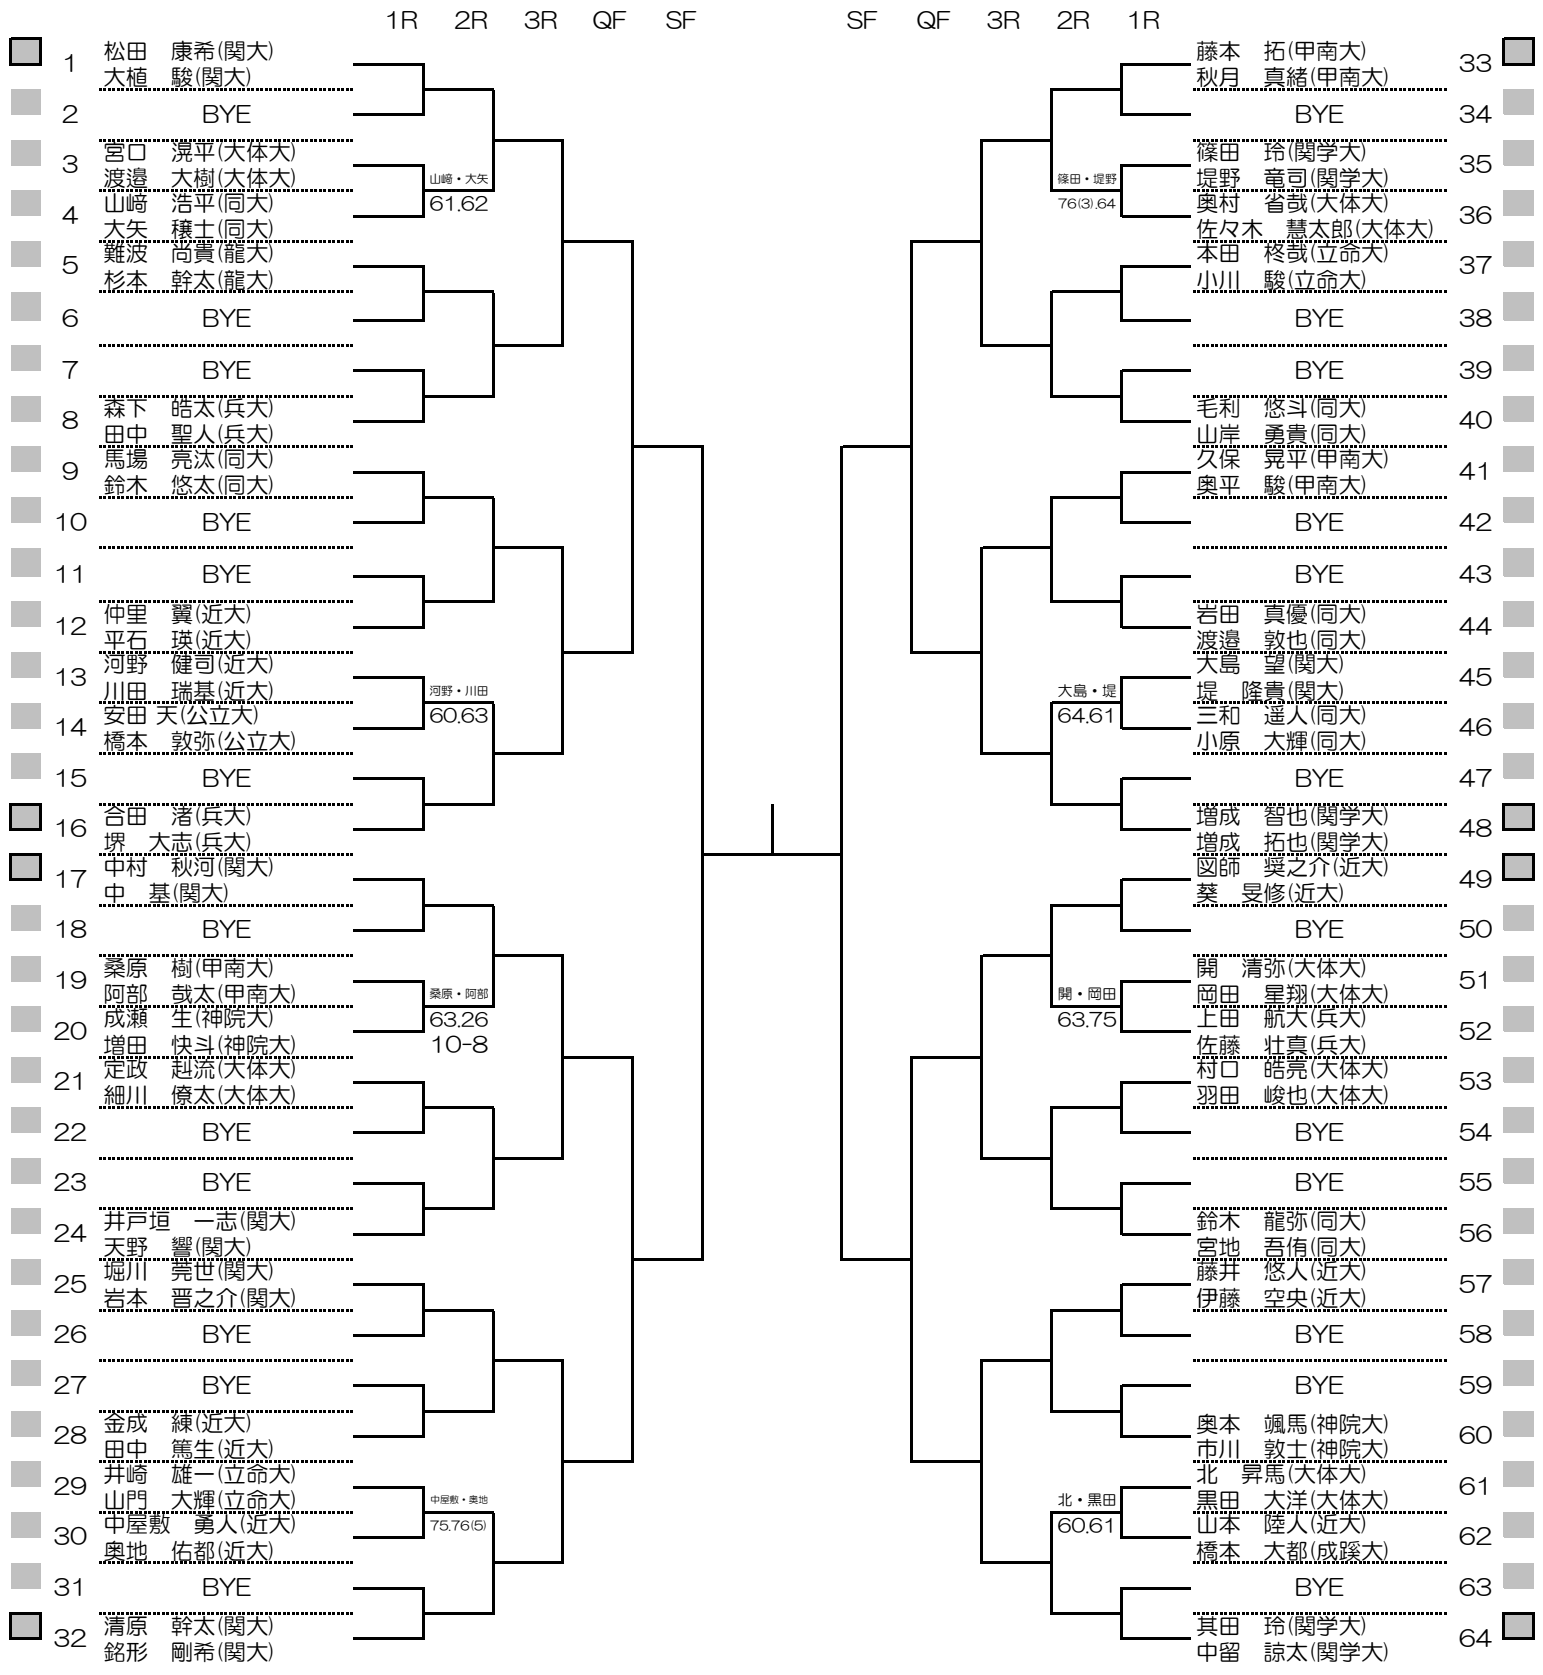 1R 2R 3R QF SF SF QF 3R 2R 1R
1 松田 康希(関大)
大植 駿(関大)
2 BYE
3 宮口 滉平(大体大)
渡邉 大樹(大体大)
山﨑・大矢
61.62
4 山﨑 浩平(同大)
大矢 穣士(同大)
5 難波 尚貴(龍大)
杉本 幹太(龍大)
6 BYE
7 BYE
8 森下 皓太(兵大)
田中 聖人(兵大)
9 馬場 亮汰(同大)
鈴木 悠太(同大)
10 BYE
11 BYE
12 仲里 翼(近大)
平石 瑛(近大)
13 河野 健司(近大)
川田 瑞基(近大)
河野・川田
60.63
14 安田 天(公立大)
橋本 敦弥(公立大)
15 BYE
16 合田 渚(兵大)
堺 大志(兵大)
17 中村 秋河(関大)
中 基(関大)
18 BYE
19 桑原 樹(甲南大)
阿部 哉太(甲南大)
桑原・阿部
63.26
10-8
20 成瀬 生(神院大)
増田 快斗(神院大)
21 定政 赳流(大体大)
細川 僚太(大体大)
22 BYE
23 BYE
24 井戸垣 一志(関大)
天野 響(関大)
25 堀川 莞世(関大)
岩本 晋之介(関大)
26 BYE
27 BYE
28 金成 練(近大)
田中 篤生(近大)
29 井崎 雄一(立命大)
山門 大輝(立命大)
中屋敷・奥地
75.76(5)
30 中屋敷 勇人(近大)
奥地 佑都(近大)
31 BYE
32 清原 幹太(関大)
銘形 剛希(関大)
藤本 拓(甲南大) 33
秋月 真緒(甲南大)
BYE 34
篠田 玲(関学大) 35
堤野 竜司(関学大)
篠田・堤野
76(3).64
奥村 省哉(大体大) 36
佐々木 慧太郎(大体大)
本田 柊哉(立命大) 37
小川 駿(立命大)
BYE 38
BYE 39
毛利 悠斗(同大) 40
山岸 勇貴(同大)
久保 晃平(甲南大) 41
奥平 駿(甲南大)
BYE 42
BYE 43
岩田 真優(同大) 44
渡邉 敦也(同大)
大島 望(関大) 45
堤 隆貴(関大)
大島・堤
64.61
三和 遥人(同大) 46
小原 大輝(同大)
BYE 47
増成 智也(関学大) 48
増成 拓也(関学大)
図師 奨之介(近大) 49
葵 旻修(近大)
BYE 50
開 清弥(大体大) 51
岡田 星翔(大体大)
開・岡田
63.75
上田 航大(兵大) 52
佐藤 壮真(兵大)
村口 皓亮(大体大) 53
羽田 峻也(大体大)
BYE 54
BYE 55
鈴木 龍弥(同大) 56
宮地 吾侑(同大)
藤井 悠人(近大) 57
伊藤 空央(近大)
BYE 58
BYE 59
奥本 颯馬(神院大) 60
市川 敦士(神院大)
北 昇馬(大体大) 61
黒田 大洋(大体大)
北・黒田
60.61
山本 陸人(近大) 62
橋本 大都(成蹊大)
BYE 63
其田 玲(関学大) 64
中留 諒太(関学大)